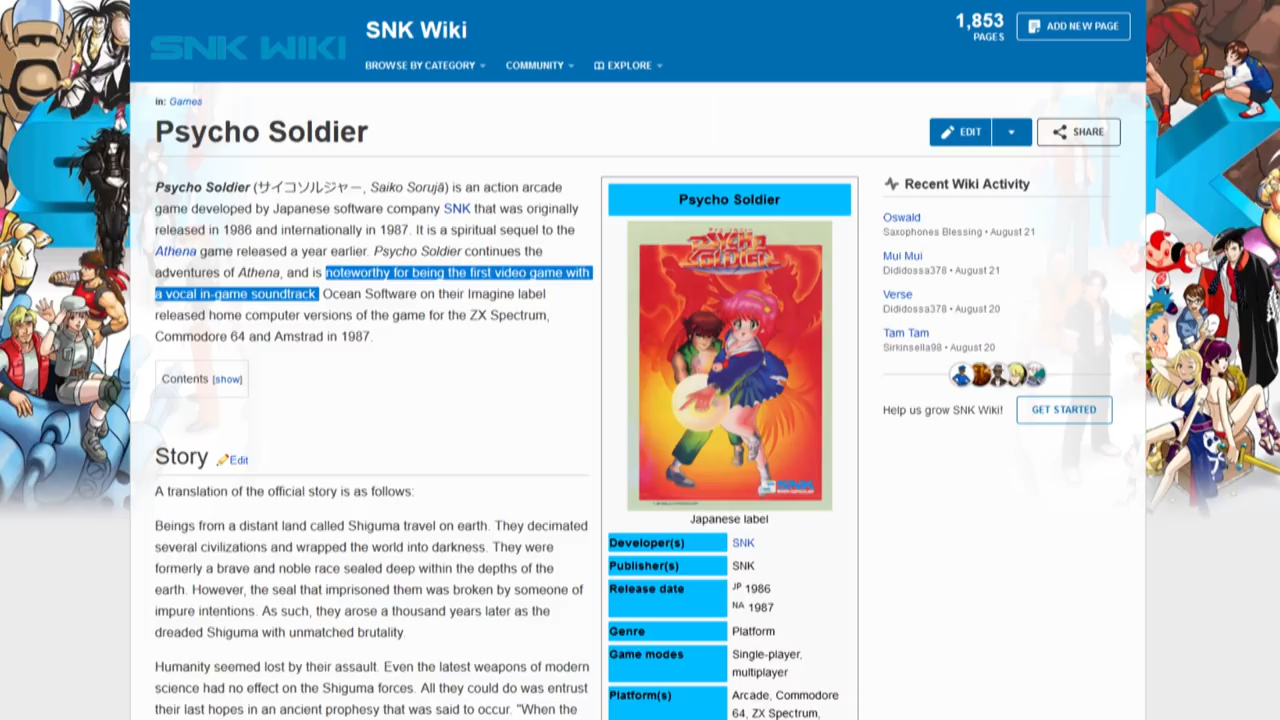 SNK WIKI
SNK Wiki
1,853
PAGES
ADD NEW PAGE
BROWSE BY CATEGORY
COMMUNITY
EXPLORE
in: Games
Psycho Soldier
EDIT
SHARE
Psycho Soldier (サイコソルジャー, Saiko Sorujā) is an action arcade
game developed by Japanese software company SNK that was originally
released in 1986 and internationally in 1987. It is a spiritual sequel to the
Athena game released a year earlier. Psycho Soldier continues the
adventures of Athena, and is noteworthy for being the first video game with
a vocal in-game soundtrack Ocean Software on their Imagine label
released home computer versions of the game for the ZX Spectrum,
Commodore 64 and Amstrad in 1987.
Contents [show]
Story
Edit
A translation of the official story is as follows:
Beings from a distant land called Shiguma travel on earth. They decimated
several civilizations and wrapped the world into darkness. They were
formerly a brave and noble race sealed deep within the depths of the
earth. However, the seal that imprisoned them was broken by someone of
impure intentions. As such, they arose a thousand years later as the
dreaded Shiguma with unmatched brutality.
Humanity seemed lost by their assault. Even the latest weapons of modern
science had no effect on the Shiguma forces. All they could do was entrust
their last hopes in an ancient prophesy that was said to occur. "When the
Psycho Soldier
PSYCHO
SOLDIER
SNK
Japanese label
Developer(s) SNK
Publisher(s) SNK
Release date JP 1986
NA 1987
Genre Platform
Game modes Single-player,
multiplayer
Platform(s) Arcade, Commodore
64, ZX Spectrum,
Recent Wiki Activity
Oswald
Saxophones Blessing • August 21
Mui Mui
Dididossa378 • August 21
Verse
Dididossa378 • August 20
Tam Tam
Sirkinsella98 • August 20
Help us grow SNK Wiki!
GET STARTED